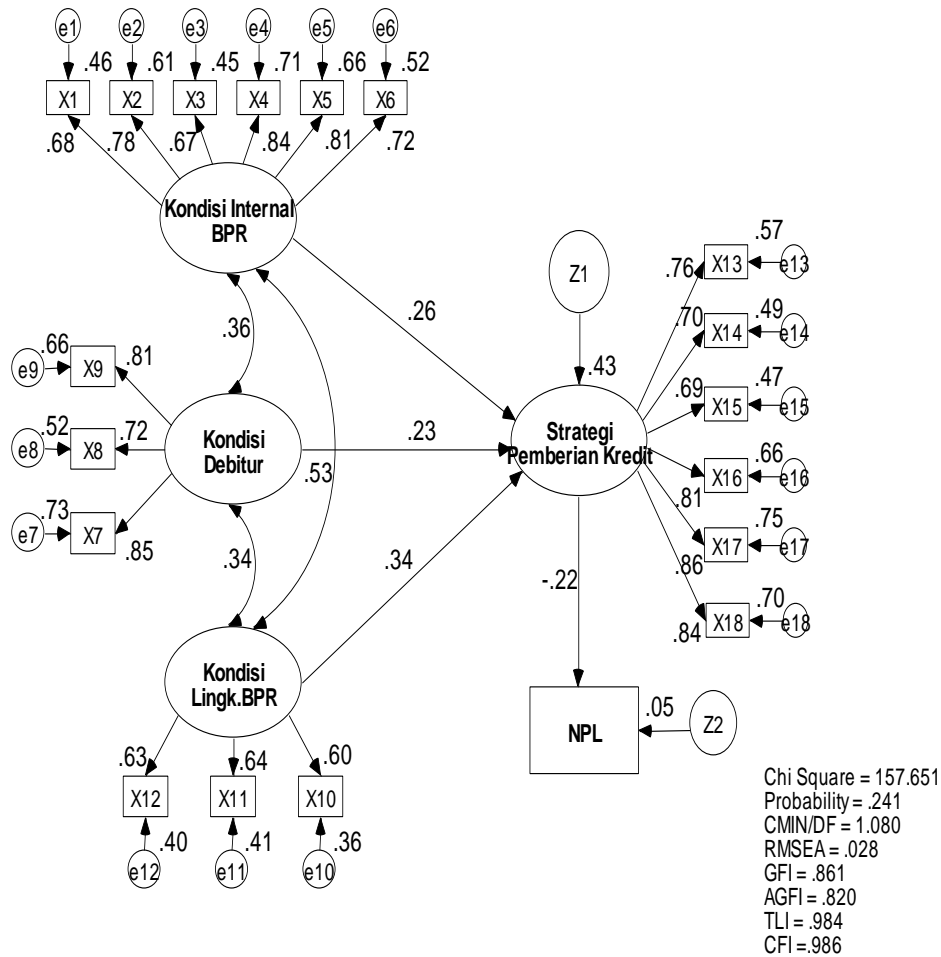 e1 e2 e3 e4 e5 e6
.46 .61 .45 .71 .66 .52
X1 X2 X3 X4 X5 X6
.68 .78 .67 .84 .81 .72
Kondisi Internal
BPR
Z1
.57
X13 e13
.76
.26
.49
.70
X14 e14
.36
.43
.47
.69
X15 e15
.66 .81
e9 X9
.52 .72
e8 X8
Kondisi
Debitur
.23
.53
Strategi
Pemberian Kredit
.66
X16 e16
.81
.73
e7 X7
.85
.75
X17 e17
.86
.34
.34
-.22
.70
X18 e18
.84
Kondisi
Lingk.BPR
NPL
.05
Z2
.63 .64 .60
X12 X11 X10
.40 .41 .36
e12 e11 e10
Chi Square = 157.651
Probability = .241
CMIN/DF = 1.080
RMSEA = .028
GFI = .861
AGFI = .820
TLI = .984
CFI =.986